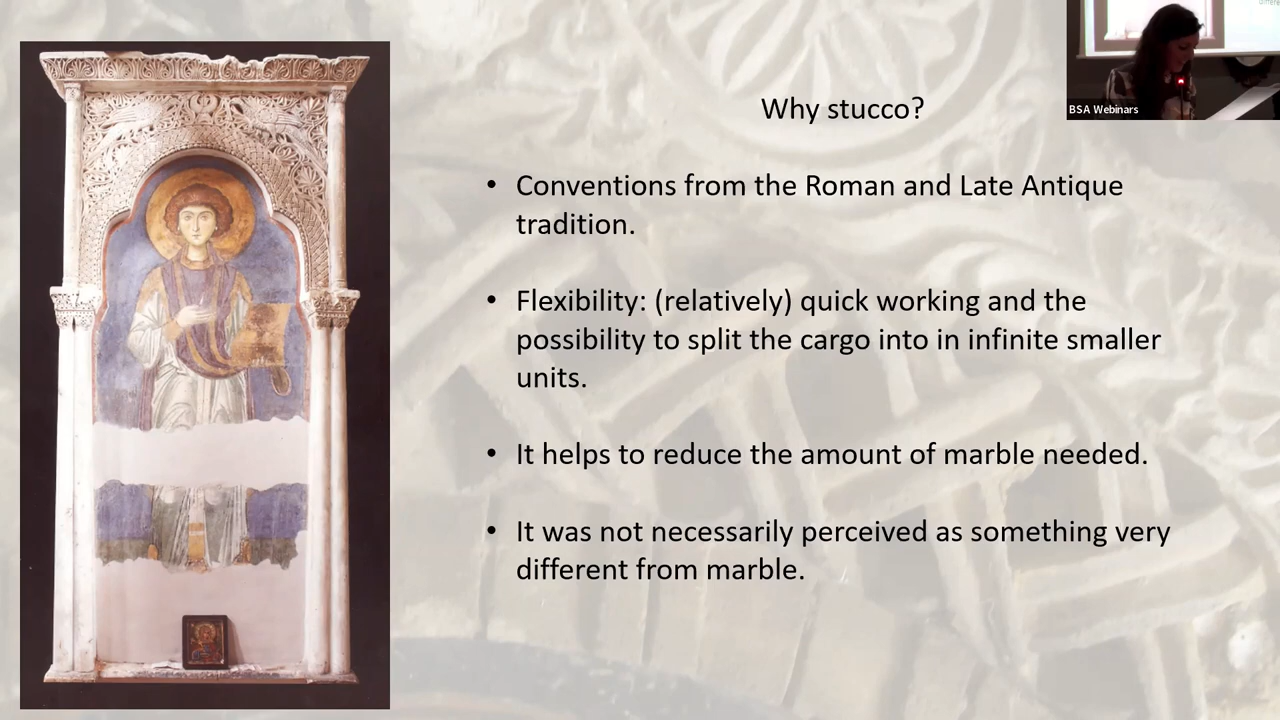 Why stucco?
BSA Webinars
• Conventions from the Roman and Late Antique
tradition.
• Flexibility: (relatively) quick working and the
possibility to split the cargo into in infinite smaller
units.
• It helps to reduce the amount of marble needed.
• It was not necessarily perceived as something very
different from marble.